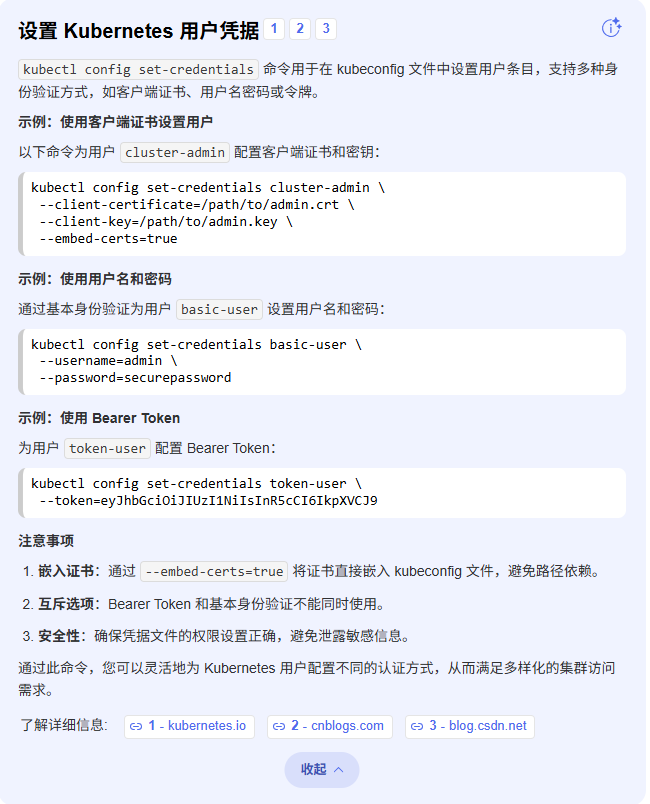 设置 Kubernetes 用户凭据 1 2 3
kubectl config set-credentials 命令用于在 kubeconfig 文件中设置用户条目，支持多种身
份验证方式，如客户端证书、用户名密码或令牌。
示例：使用客户端证书设置用户
以下命令为用户 cluster-admin 配置客户端证书和密钥：
kubectl config set-credentials cluster-admin \
--client-certificate=/path/to/admin.crt \
--client-key=/path/to/admin.key \
--embed-certs=true
示例：使用用户名和密码
通过基本身份验证为用户 basic-user 设置用户名和密码：
kubectl config set-credentials basic-user \
--username=admin \
--password=securepassword
示例：使用 Bearer Token
为用户 token-user 配置 Bearer Token：
kubectl config set-credentials token-user \
--token=eyJhbGciOiJIUzI1NiIsInR5cCI6IkpXVCJ9
注意事项
1. 嵌入证书：通过 --embed-certs=true 将证书直接嵌入 kubeconfig 文件，避免路径依赖。
2. 互斥选项：Bearer Token 和基本身份验证不能同时使用。
3. 安全性：确保凭据文件的权限设置正确，避免泄露敏感信息。
通过此命令，您可以灵活地为 Kubernetes 用户配置不同的认证方式，从而满足多样化的集群访问
需求。
了解详细信息: 1 - kubernetes.io 2 - cnblogs.com 3 - blog.csdn.net
收起